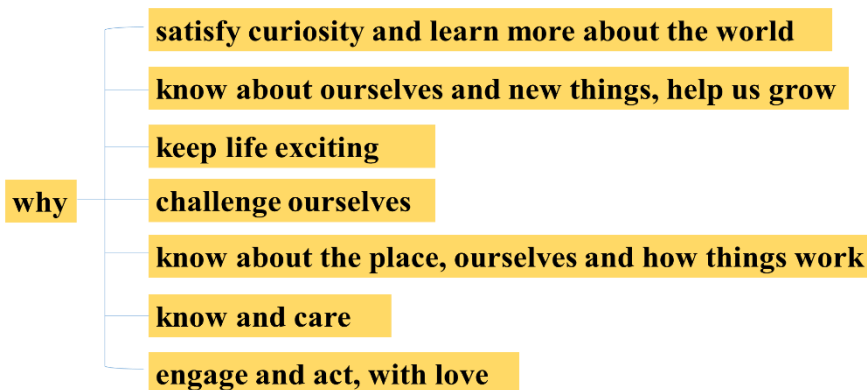 satisfy curiosity and learn more about the world
know about ourselves and new things, help us grow
keep life exciting
why
challenge ourselves
know about the place, ourselves and how things work
know and care
engage and act, with love